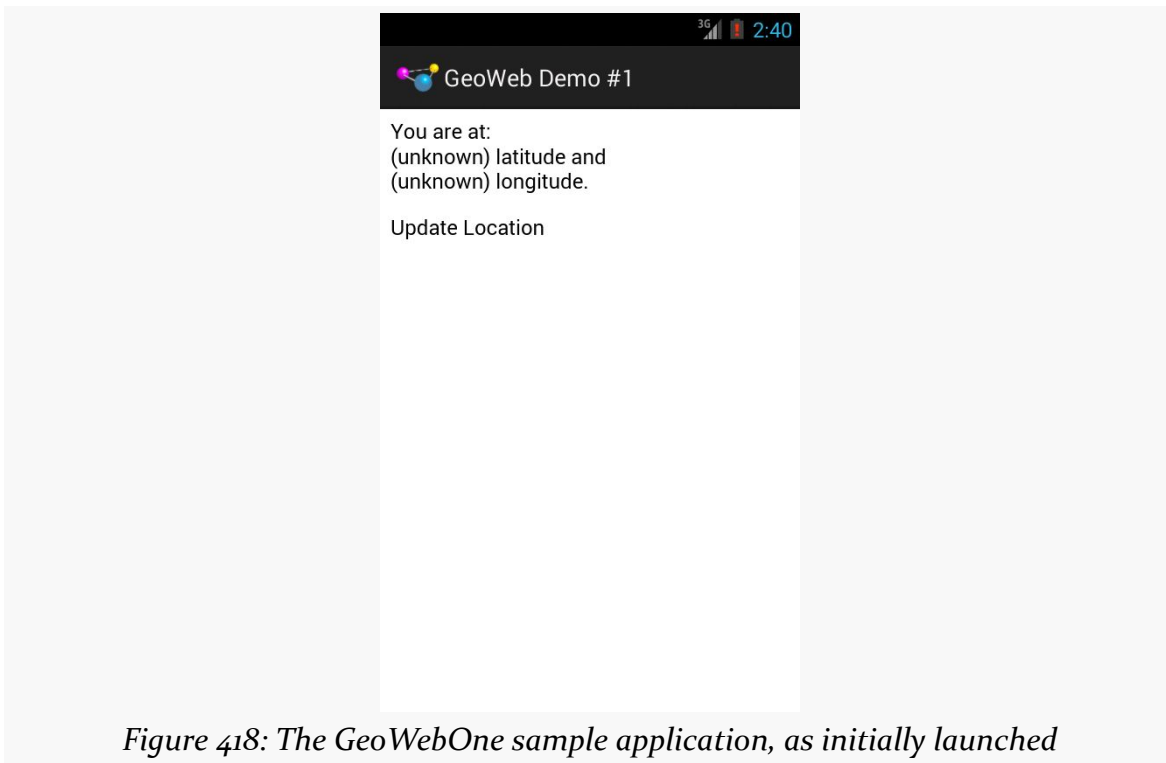 3G 2:40
GeoWeb Demo #1
You are at:
(unknown) latitude and
(unknown) longitude.
Update Location
Figure 418: The GeoWebOne sample application, as initially launched